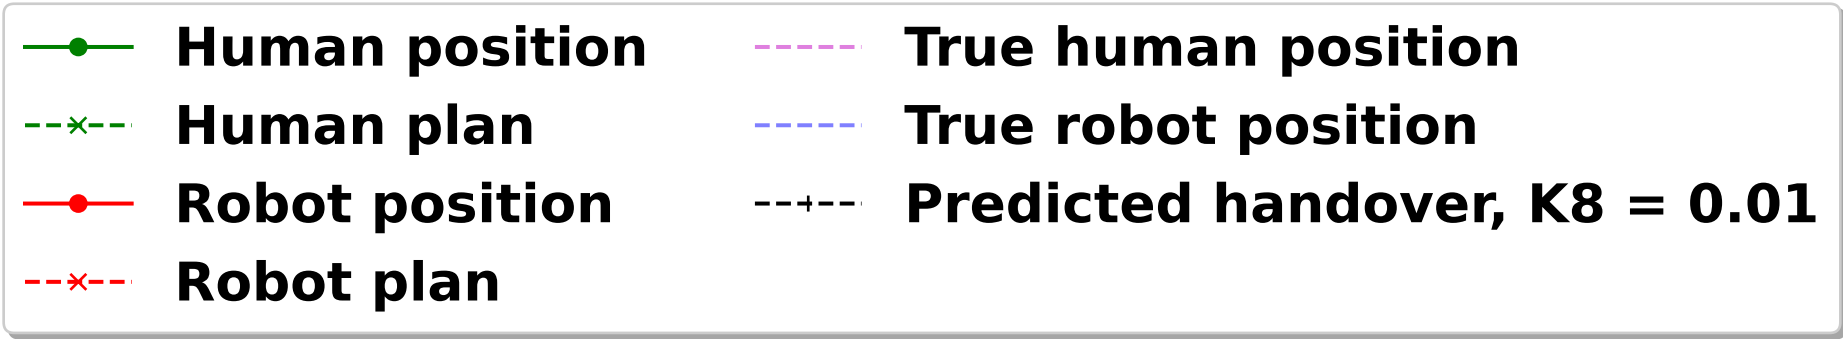 Human position
Human plan
Robot position
Robot plan
True human position
True robot position
Predicted handover, K8 = 0.01